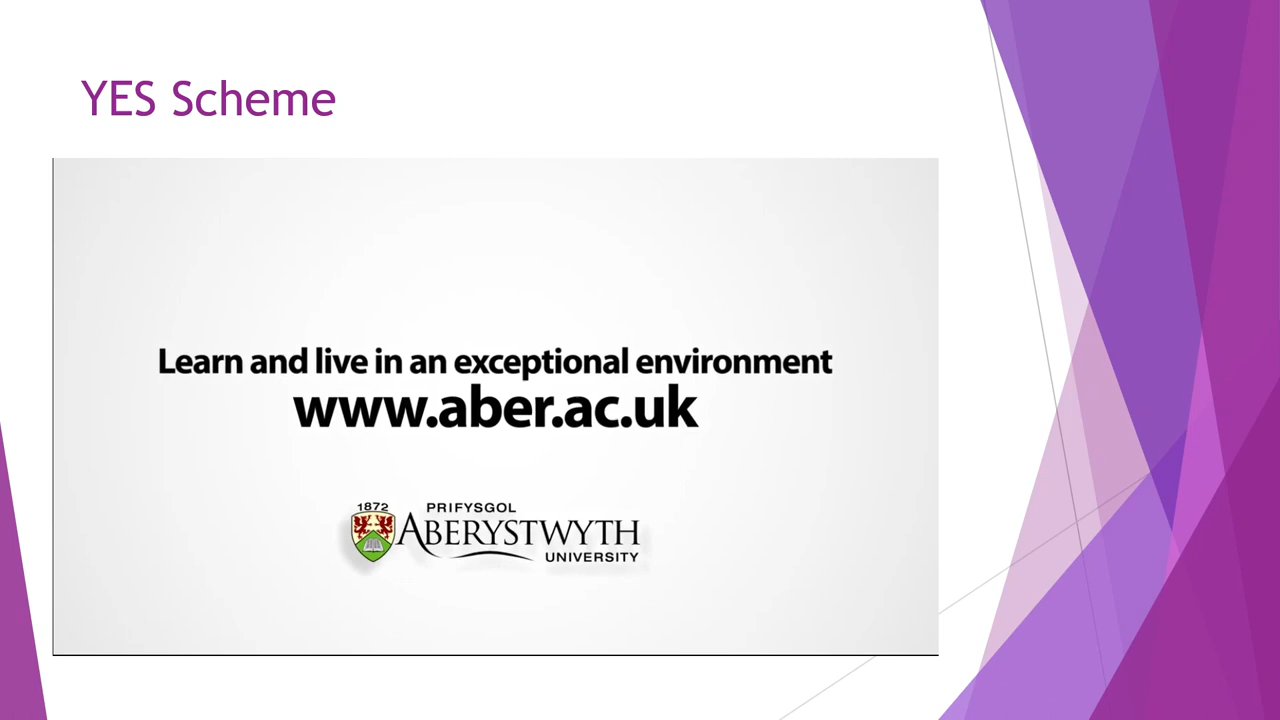 YES Scheme
Learn and live in an exceptional environment
www.aber.ac.uk
1872
PRIFYSGOL
ABERYSTWYTH
UNIVERSITY